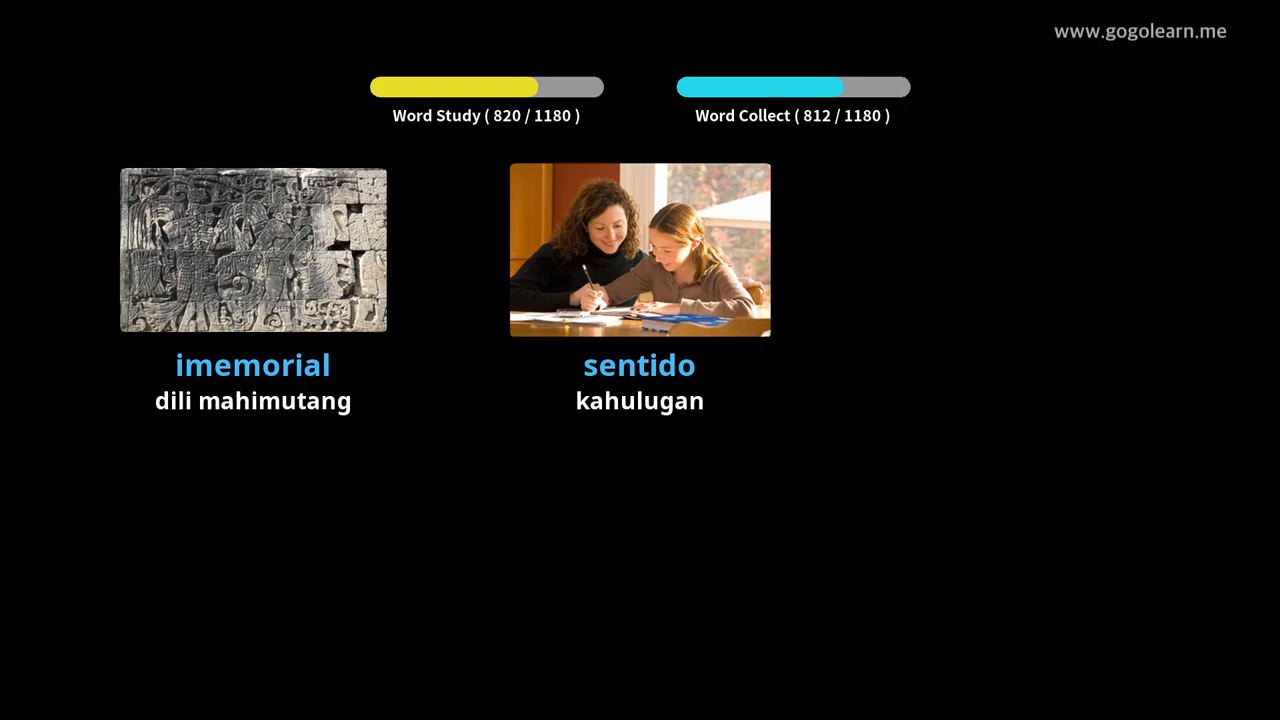 www.gogolearn.me
Word Study ( 820 / 1180 )
Word Collect ( 812 / 1180 )
imemorial
dili mahimutang
sentido
kahulugan